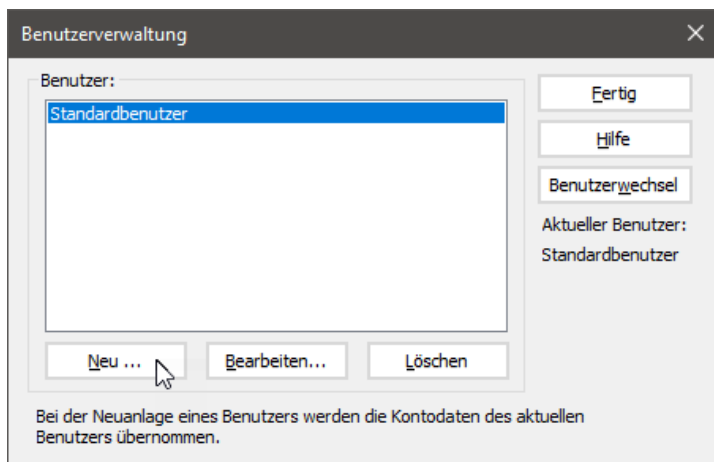 Benutzerverwaltung
Benutzer:
Standardbenutzer
Fertig
Hilfe
Benutzerwechsel
Aktueller Benutzer:
Standardbenutzer
Neu ...
Bearbeiten...
Löschen
Bei der Neuanlage eines Benutzers werden die Kontodaten des aktuellen
Benutzers übernommen.